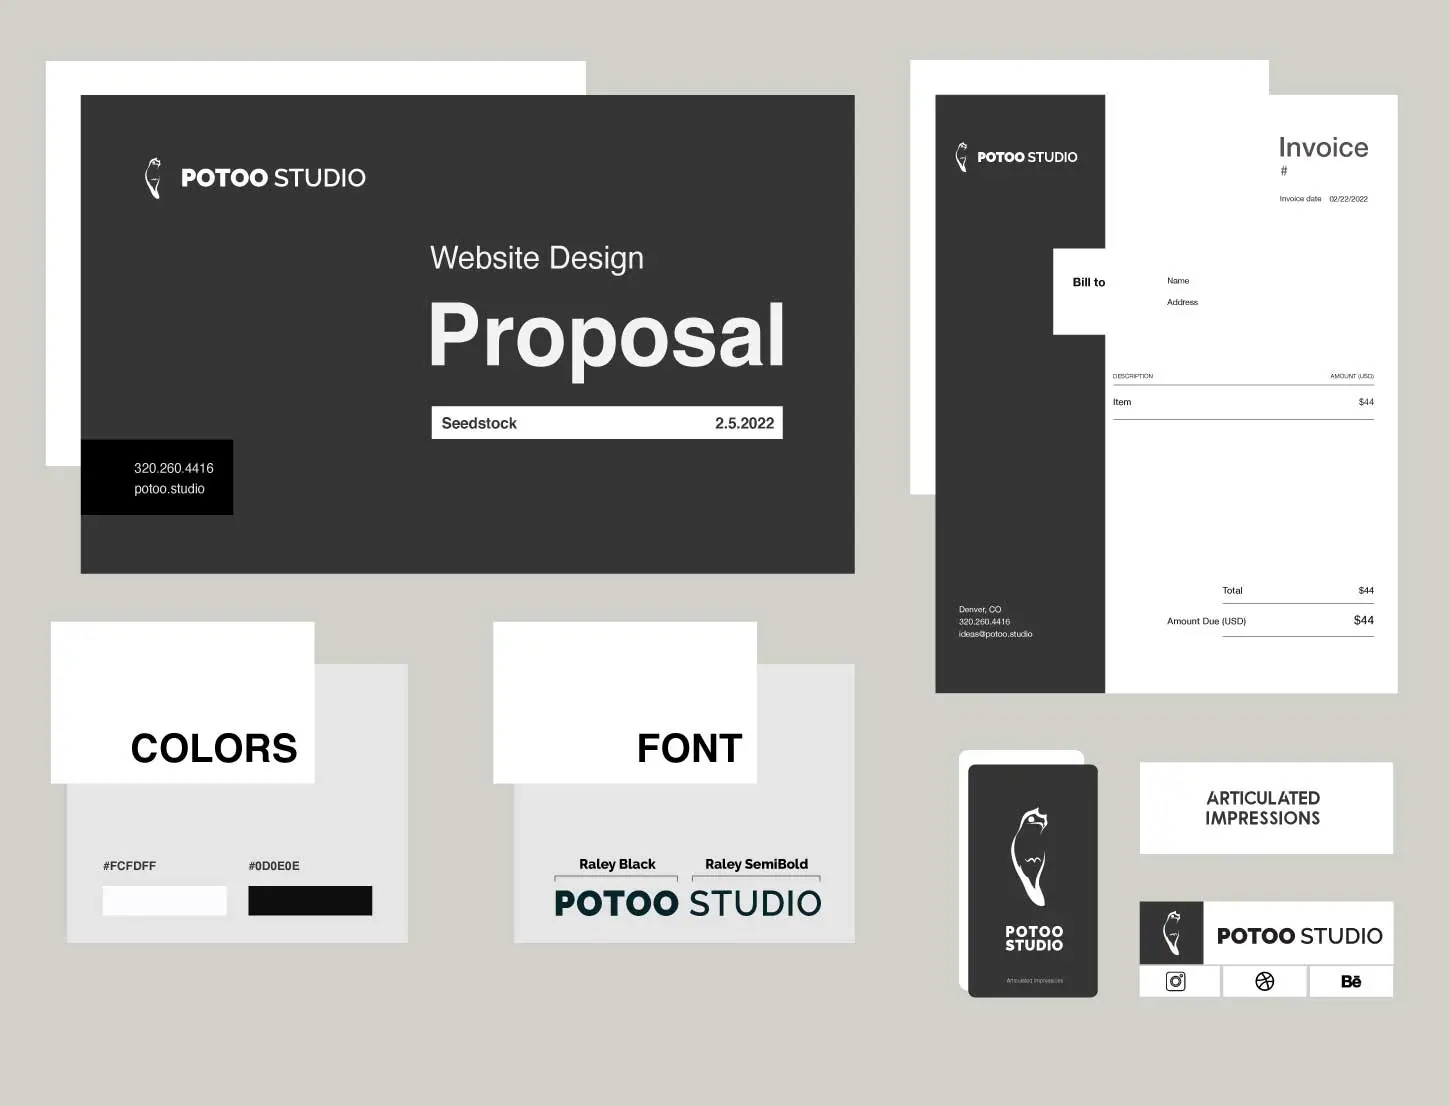 POTOO STUDIO
Website Design
Proposal
Seedstock 2.5.2022
320.260.4416
potoo.studio
POTOO STUDIO
Invoice
#
Invoice date 02/22/2022
Bill to
Name
Address
DESCRIPTION AMOUNT (USD)
Item $44
Total $44
Amount Due (USD) $44
Denver, CO
320.260.4416
ideas@potoo.studio
COLORS
#FCFDFF #0D0E0E
FONT
Raley Black Raley SemiBold
POTOO STUDIO
POTOO
STUDIO
Articulated Impressions
ARTICULATED
IMPRESSIONS
POTOO STUDIO
Bē